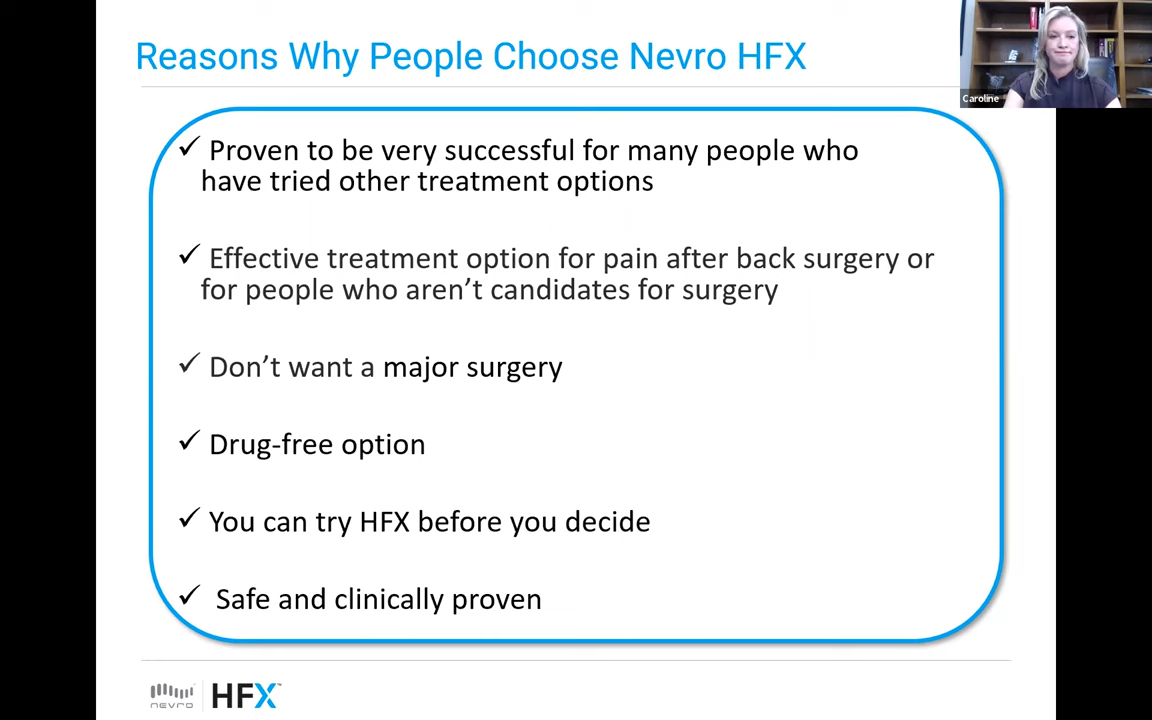 Reasons Why People Choose Nevro HFX
Caroline
✓ Proven to be very successful for many people who
have tried other treatment options
✓ Effective treatment option for pain after back surgery or
for people who aren’t candidates for surgery
✓ Don’t want a major surgery
✓ Drug-free option
✓ You can try HFX before you decide
✓ Safe and clinically proven
nevro HFX™